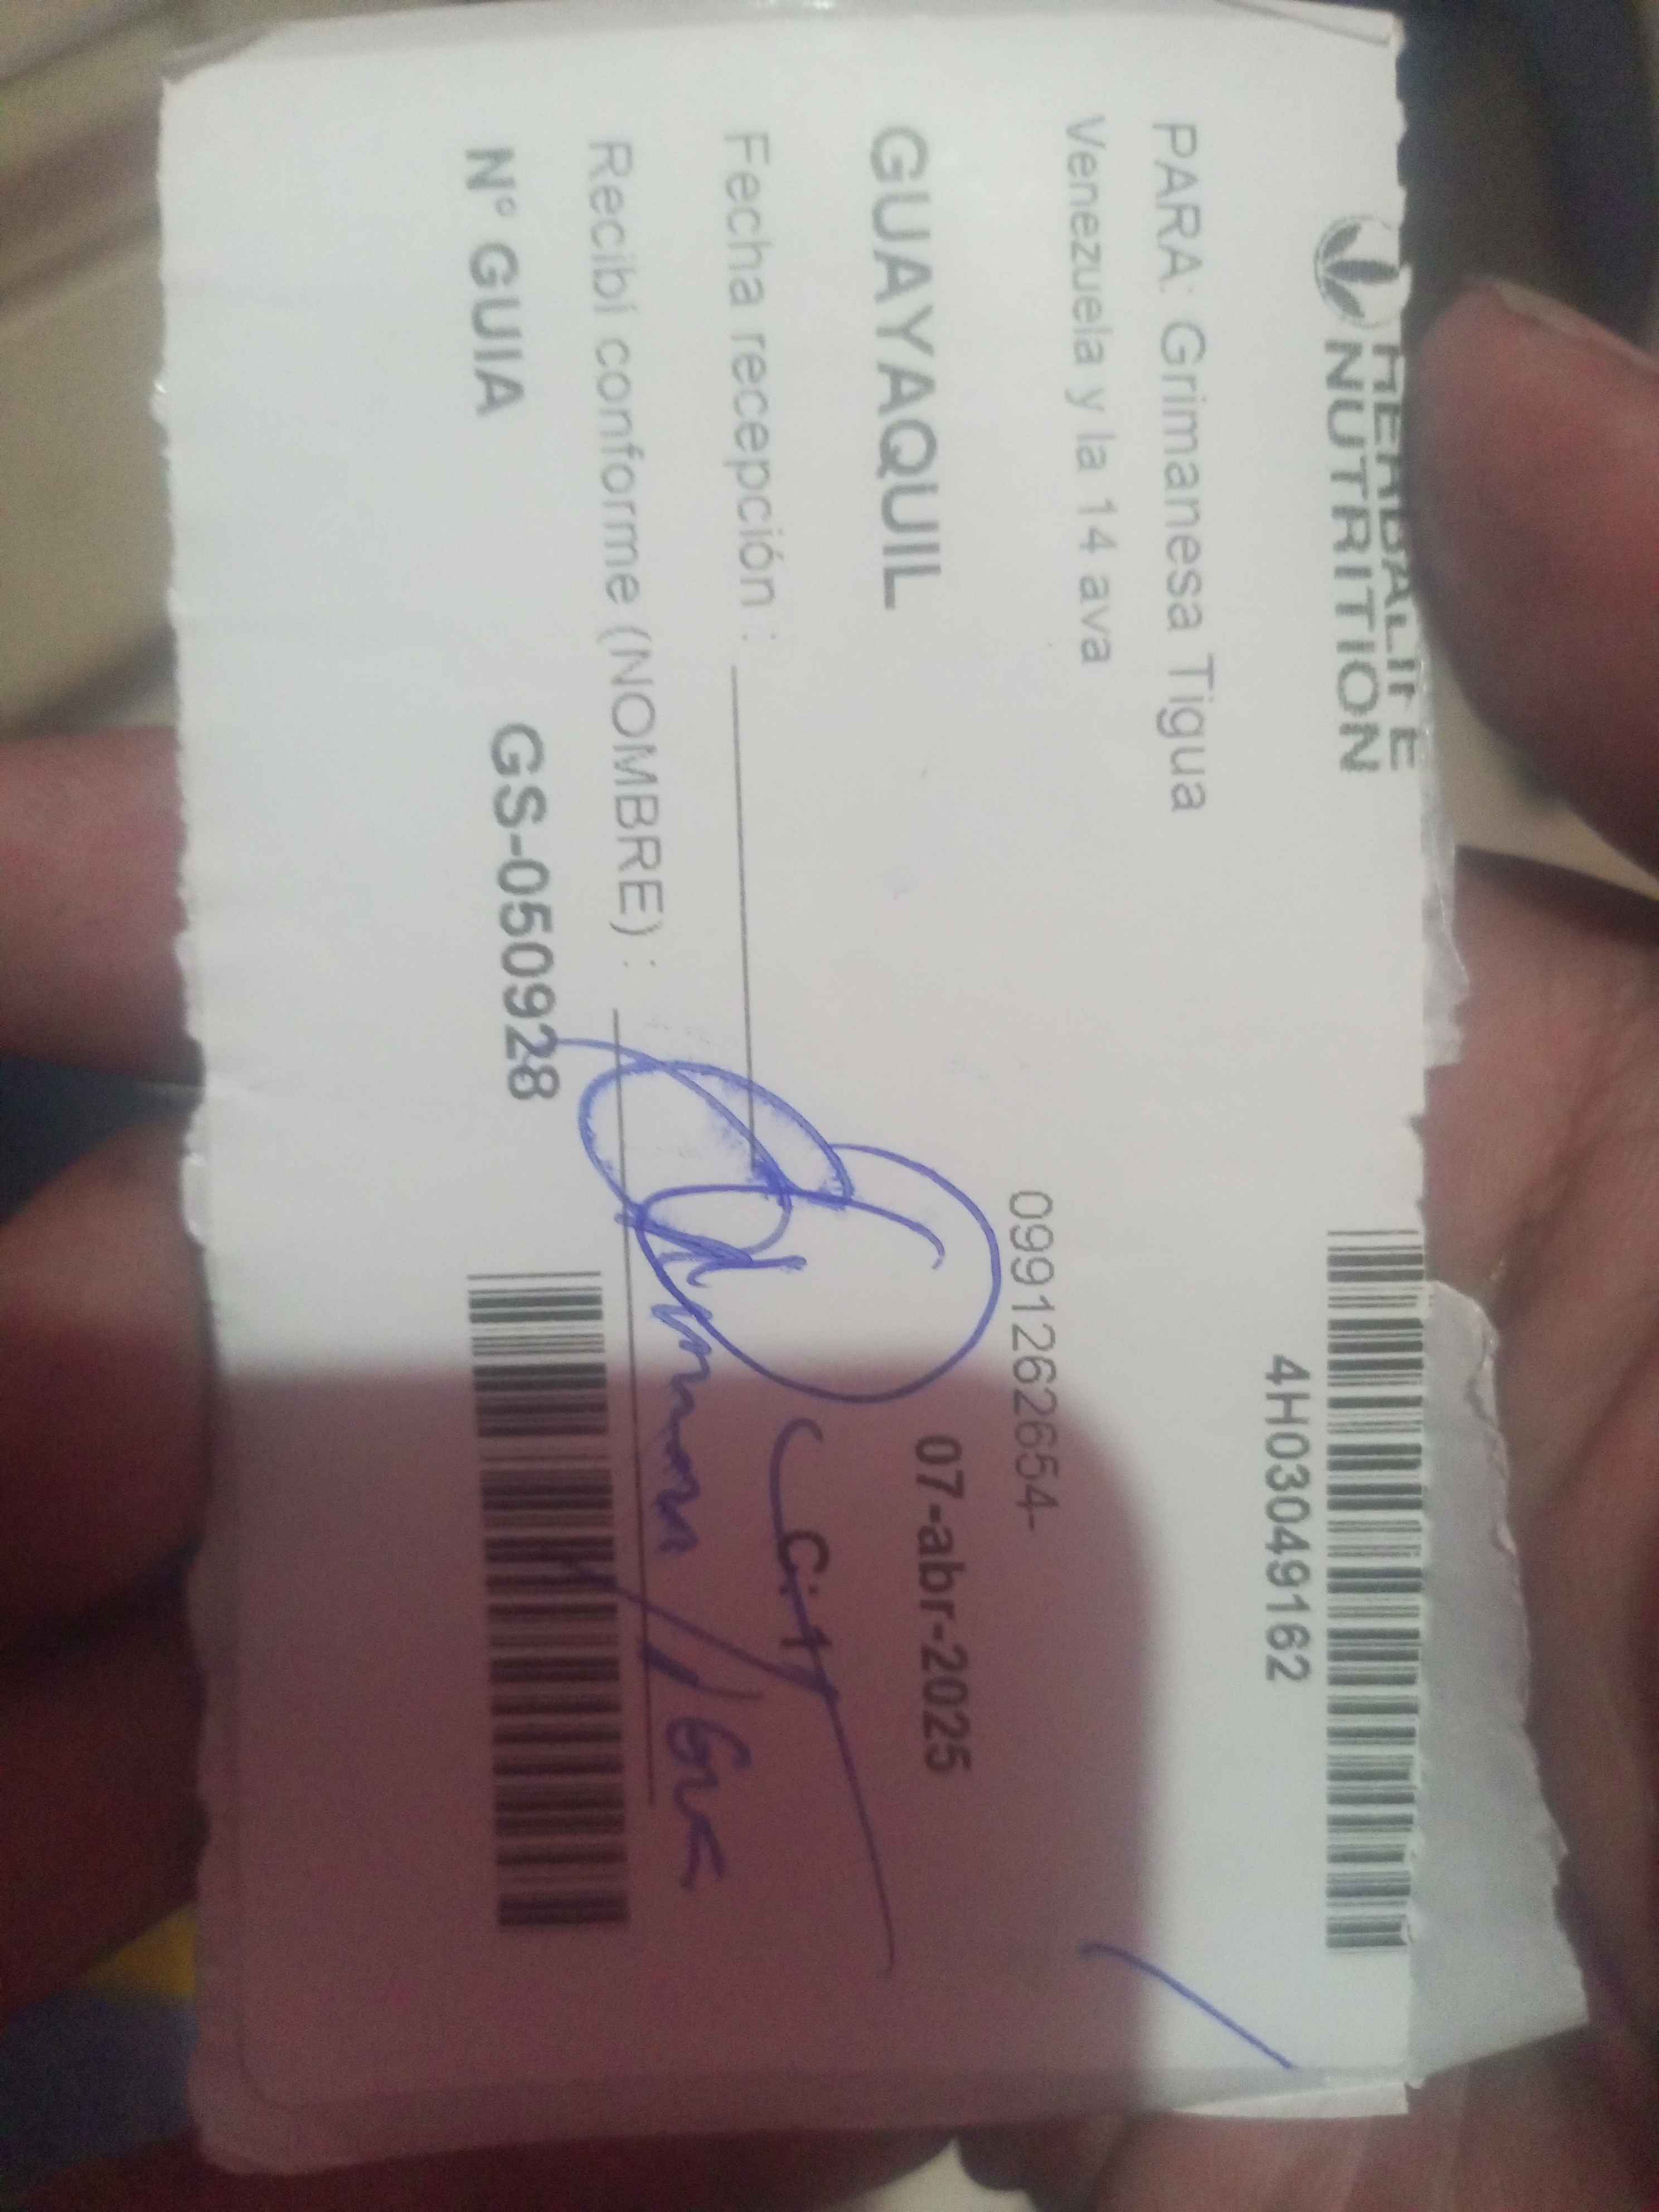 HERBALIFE
NUTRITION
4H03049162
PARA: Grimanesa Tigua
Venezuela y la 14 ava
0991262654-
GUAYAQUIL 07-abr-2025
Fecha recepción :
Recibí conforme (NOMBRE) :
N° GUIA GS-050928